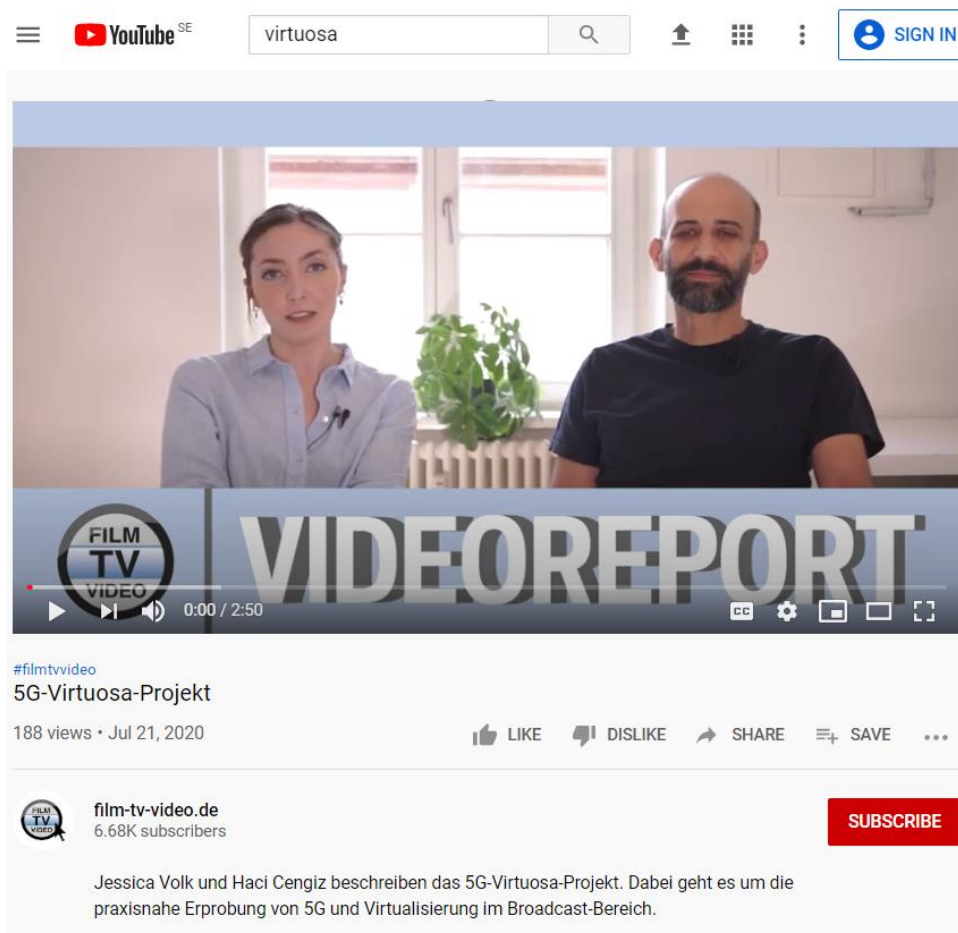 YouTube SE
virtuosa
SIGN IN
FILM
TV
VIDEO
VIDEOREPORT
0:00 / 2:50
CC
#filmtvvideo
5G-Virtuosa-Projekt
188 views • Jul 21, 2020
LIKE DISLIKE SHARE SAVE
FILM
TV
VIDEO
film-tv-video.de
6.68K subscribers
SUBSCRIBE
Jessica Volk und Haci Cengiz beschreiben das 5G-Virtuosa-Projekt. Dabei geht es um die
praxisnahe Erprobung von 5G und Virtualisierung im Broadcast-Bereich.